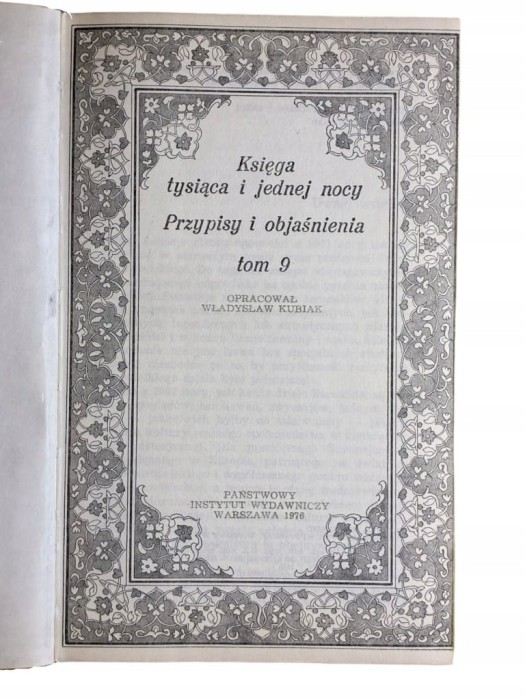 Księga
tysiąca i jednej nocy
Przypisy i objaśnienia
tom 9
OPRACOWAŁ
WŁADYSŁAW KUBIAK
PAŃSTWOWY
INSTYTUT WYDAWNICZY
WARSZAWA 1976